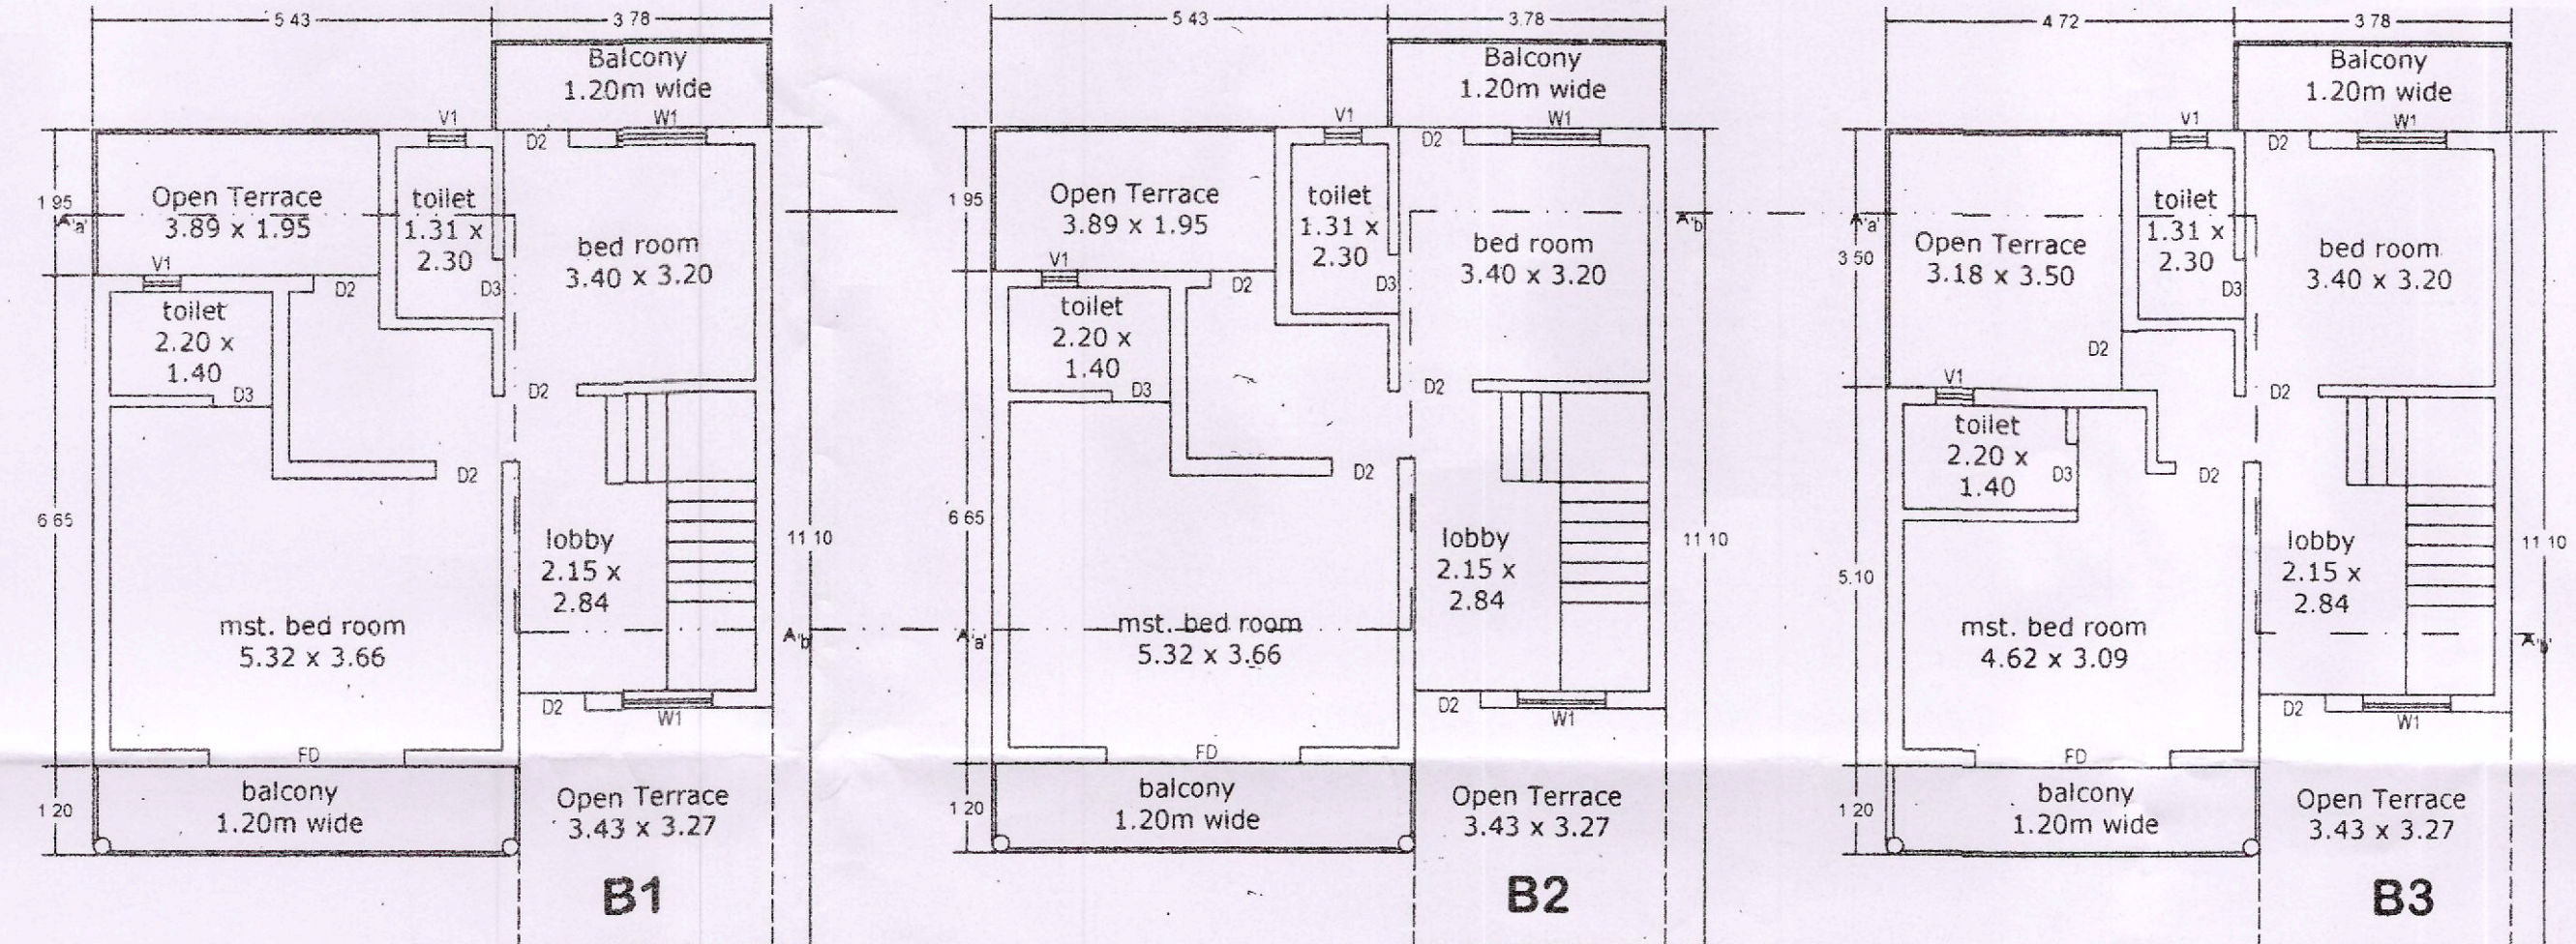 5 43
3 78
Balcony
1.20m wide
V1
W1
D2
1 95
Open Terrace
3.89 x 1.95
toilet
1.31 x
2.30
bed room
3.40 x 3.20
A'a'
V1
D2
D3
toilet
2.20 x
1.40
D3
D2
D2
6 65
lobby
2.15 x
2.84
11 10
mst. bed room
5.32 x 3.66
A'b
D2
W1
FD
1 20
balcony
1.20m wide
Open Terrace
3.43 x 3.27
B1
5 43
3.78
Balcony
1.20m wide
V1
W1
D2
1 95
Open Terrace
3.89 x 1.95
toilet
1.31 x
2.30
bed room
3.40 x 3.20
A'b
V1
D2
D3
toilet
2.20 x
1.40
D3
D2
D2
6 65
lobby
2.15 x
2.84
11 10
mst. bed room
5.32 x 3.66
A'a'
D2
W1
FD
1 20
balcony
1.20m wide
Open Terrace
3.43 x 3.27
B2
4 72
3 78
Balcony
1.20m wide
V1
W1
D2
A'a'
3 50
Open Terrace
3.18 x 3.50
toilet
1.31 x
2.30
bed room
3.40 x 3.20
D3
D2
V1
D2
toilet
2.20 x
1.40
D3
D2
5.10
lobby
2.15 x
2.84
11 10
mst. bed room
4.62 x 3.09
D2
W1
FD
1 20
balcony
1.20m wide
Open Terrace
3.43 x 3.27
B3